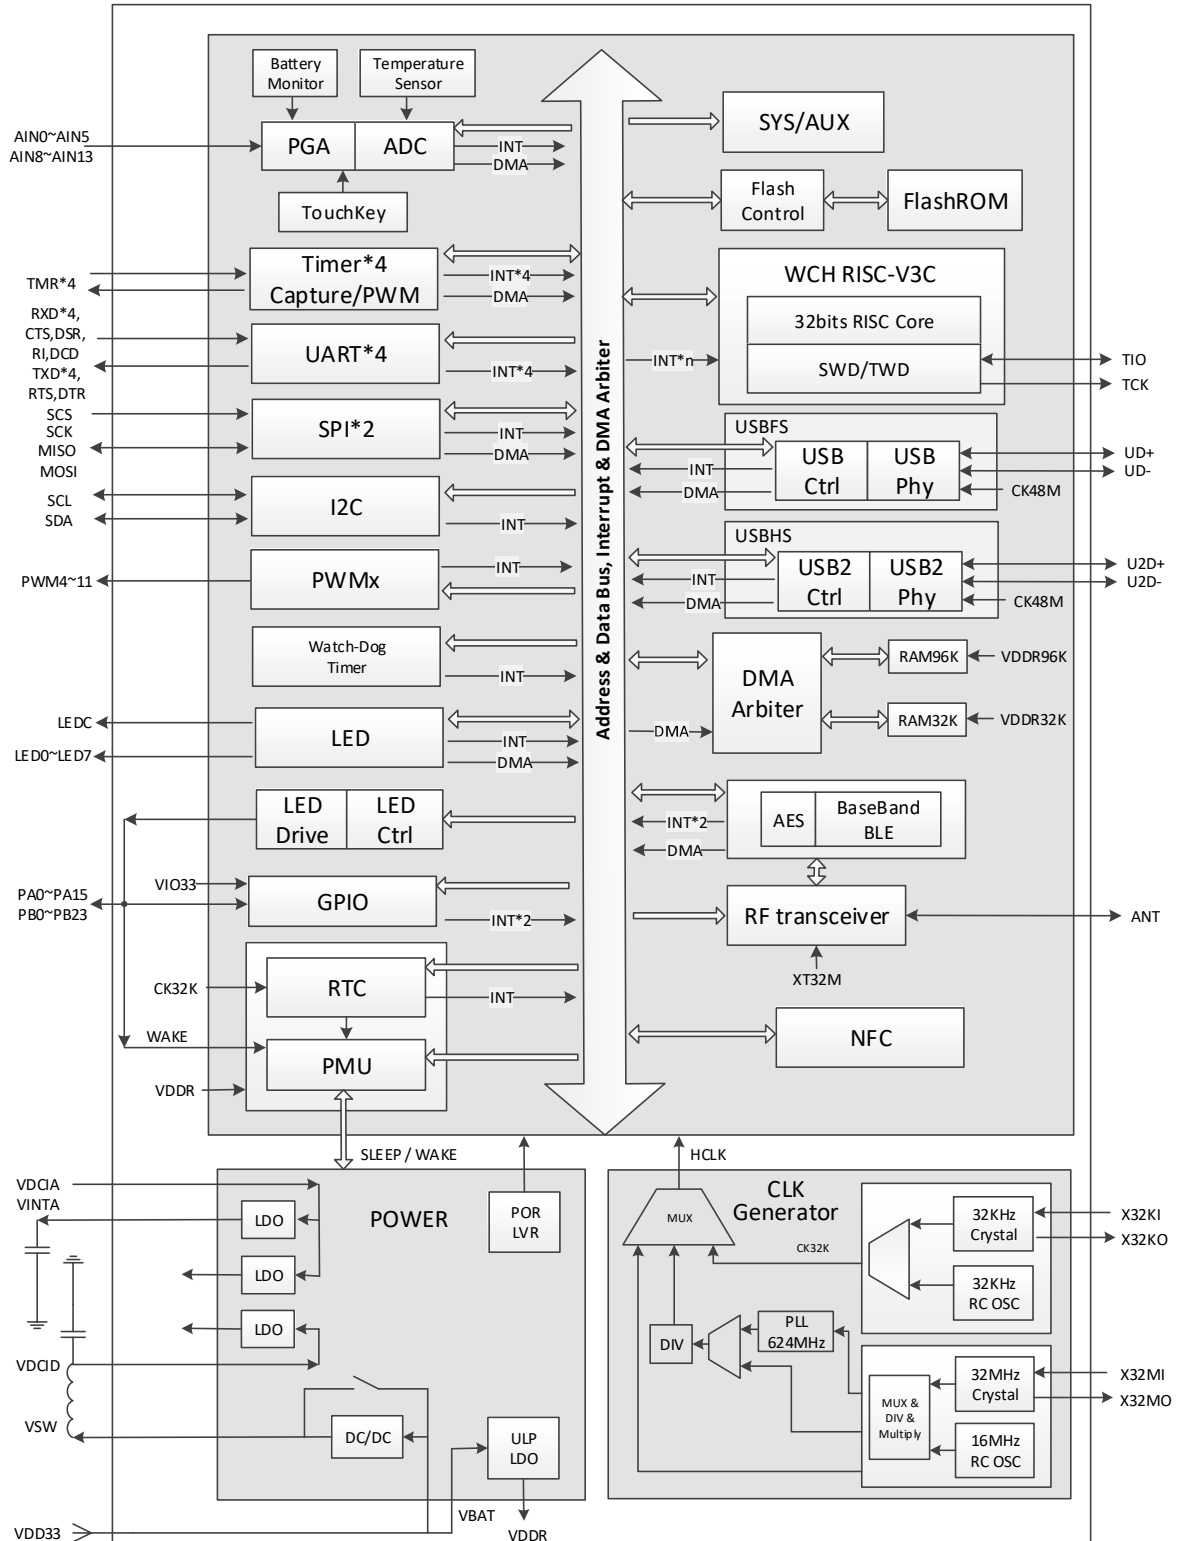 Battery
Monitor
Temperature
Sensor
AIN0~AIN5
AIN8~AIN13
PGA
ADC
INT
DMA
TouchKey
TMR*4
Timer*4
Capture/PWM
INT*4
DMA
RXD*4,
CTS,DSR,
RI,DCD
TXD*4,
RTS,DTR
UART*4
INT*4
SCS
SCK
MISO
MOSI
SPI*2
INT
DMA
SCL
SDA
I2C
INT
PWM4~11
PWMx
INT
Watch-Dog
Timer
INT
LEDC
LED0~LED7
LED
INT
DMA
LED
Drive
LED
Ctrl
VIO33
PA0~PA15
PB0~PB23
GPIO
INT*2
CK32K
RTC
INT
WAKE
PMU
VDDR
Address & Data Bus, Interrupt & DMA Arbiter
SYS/AUX
Flash
Control
FlashROM
WCH RISC-V3C
32bits RISC Core
SWD/TWD
INT*n
TIO
TCK
USBFS
USB
Ctrl
USB
Phy
INT
DMA
UD+
UD-
CK48M
USBHS
USB2
Ctrl
USB2
Phy
INT
DMA
U2D+
U2D-
CK48M
DMA
Arbiter
DMA
RAM96K
VDDR96K
RAM32K
VDDR32K
AES
BaseBand
BLE
INT*2
DMA
RF transceiver
ANT
XT32M
NFC
SLEEP / WAKE
HCLK
VDCIA
VINTA
LDO
LDO
LDO
POWER
POR
LVR
VDCID
VSW
DC/DC
ULP
LDO
VBAT
VDD33
VDDR
CLK
Generator
MUX
CK32K
32KHz
Crystal
32KHz
RC OSC
X32KI
X32KO
PLL
624MHz
DIV
MUX &
DIV &
Multiply
32MHz
Crystal
16MHz
RC OSC
X32MI
X32MO